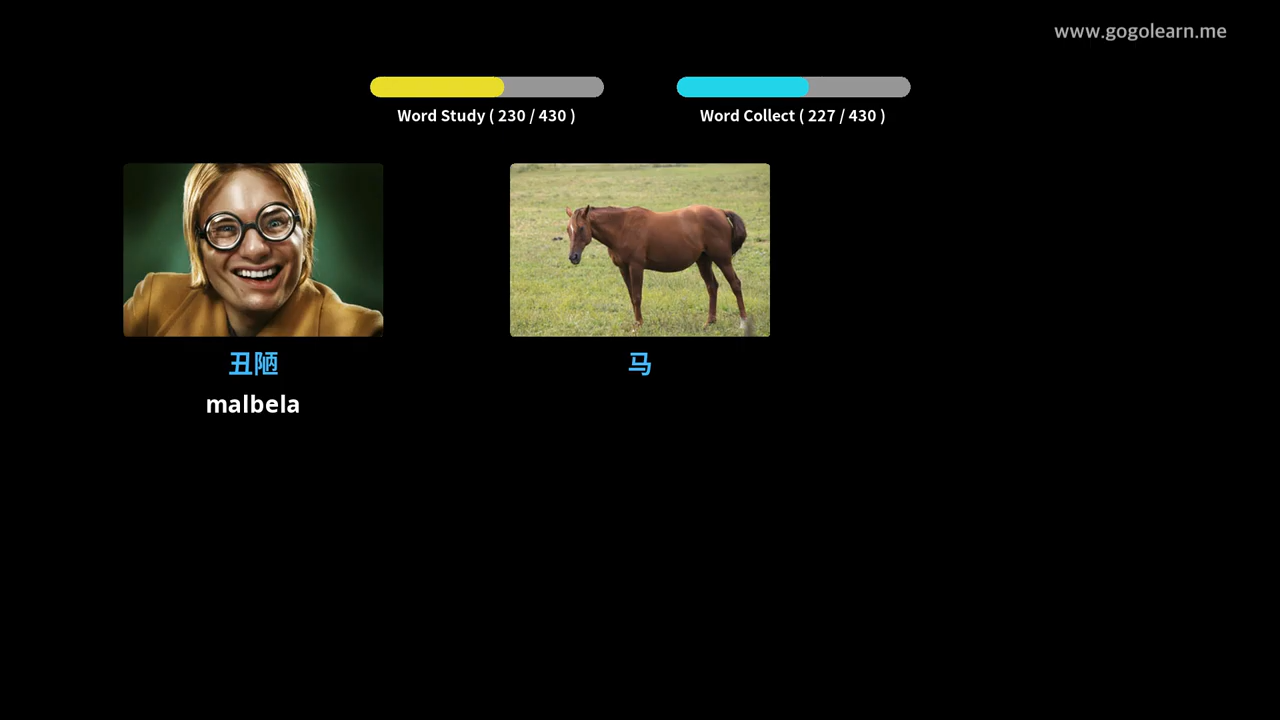 www.gogolearn.me
Word Study ( 230 / 430 )
Word Collect ( 227 / 430 )
丑陋
马
malbela